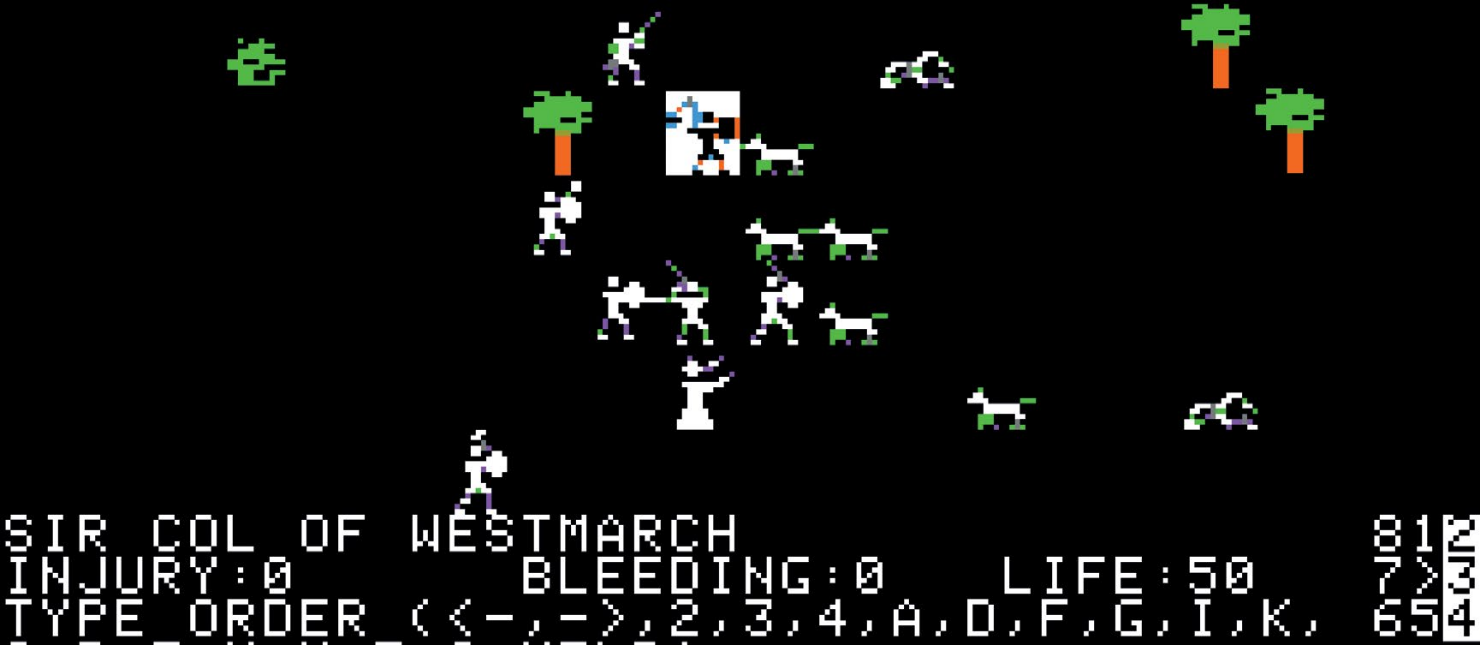 SIR COL OF WESTMARCH 812
INJURY:0 BLEEDING:0 LIFE:50 7>3
TYPE ORDER (<-,->,2,3,4,A,D,F,G,I,K, 654